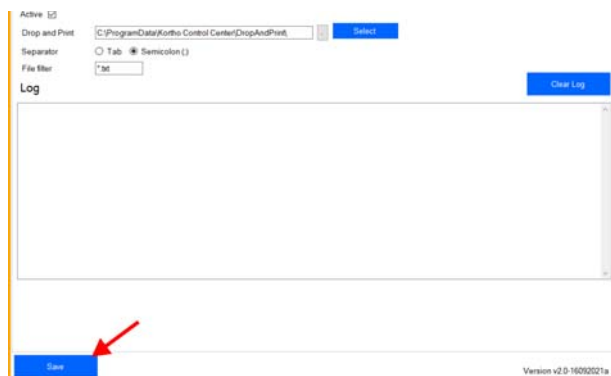 Active
Drop and Print C:\ProgramData\Kortho Control Center\DropAndPrint\ Select
Separator Tab Semicolon (;)
File filter *.txt
Log Clear Log
Save
Version v2.0-16092021a